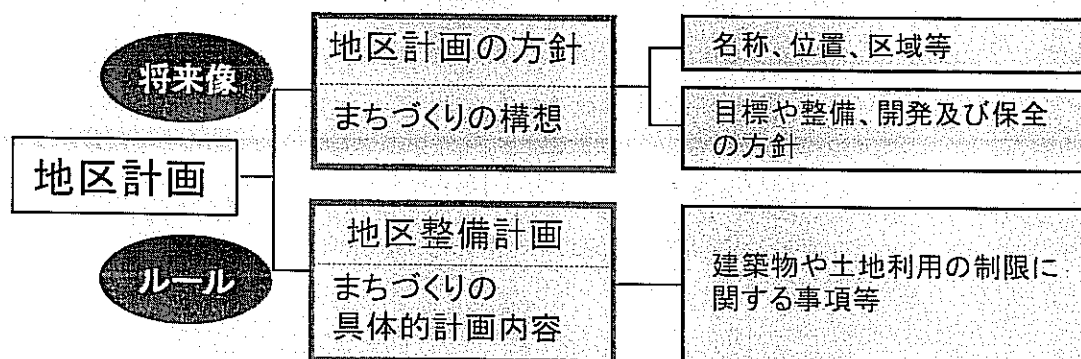 将来像
地区計画の方針
まちづくりの構想
名称、位置、区域等
目標や整備、開発及び保全
の方針
地区計画
ルール
地区整備計画
まちづくりの
具体的計画内容
建築物や土地利用の制限に
関する事項等